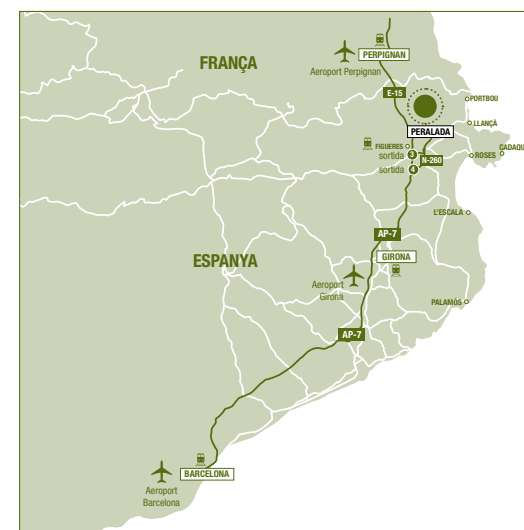 FRANÇA
PERPIGNAN
Aeroport Perpignan
E-15
PORTBOU
LLANÇÀ
PERALADA
FIGUERES
sortida 3
N-260
sortida 4
ROSES
CADAQU
L'ESCALA
AP-7
ESPANYA
GIRONA
Aeroport
Girona
PALAMÓS
AP-7
BARCELONA
Aeroport
Barcelona